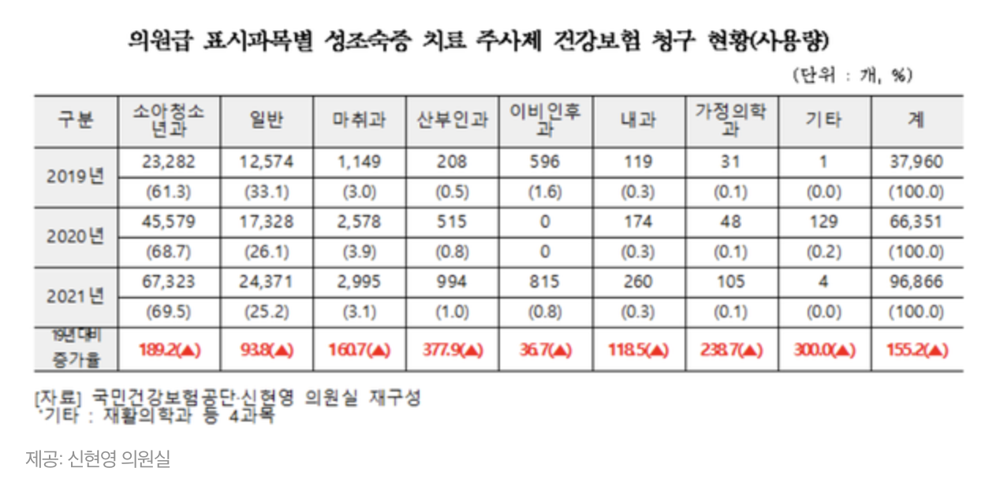 의원급 표시과목별 성조숙증 치료 주사제 건강보험 청구 현황(사용량)
(단위 : 개, %)
구분 소아청소년과 일반 마취과 산부인과 이비인후과 내과 가정의학과 기타 계
2019년 23,282 12,574 1,149 208 596 119 31 1 37,960
(61.3) (33.1) (3.0) (0.5) (1.6) (0.3) (0.1) (0.0) (100.0)
2020년 45,579 17,328 2,578 515 0 174 48 129 66,351
(68.7) (26.1) (3.9) (0.8) 0 (0.3) (0.1) (0.2) (100.0)
2021년 67,323 24,371 2,995 994 815 260 105 4 96,866
(69.5) (25.2) (3.1) (1.0) (0.8) (0.3) (0.1) (0.0) (100.0)
19년대비 증가율 189.2(▲) 93.8(▲) 160.7(▲) 377.9(▲) 36.7(▲) 118.5(▲) 238.7(▲) 300.0(▲) 155.2(▲)
[자료] 국민건강보험공단·신현영 의원실 재구성
*기타 : 재활의학과 등 4과목
제공: 신현영 의원실